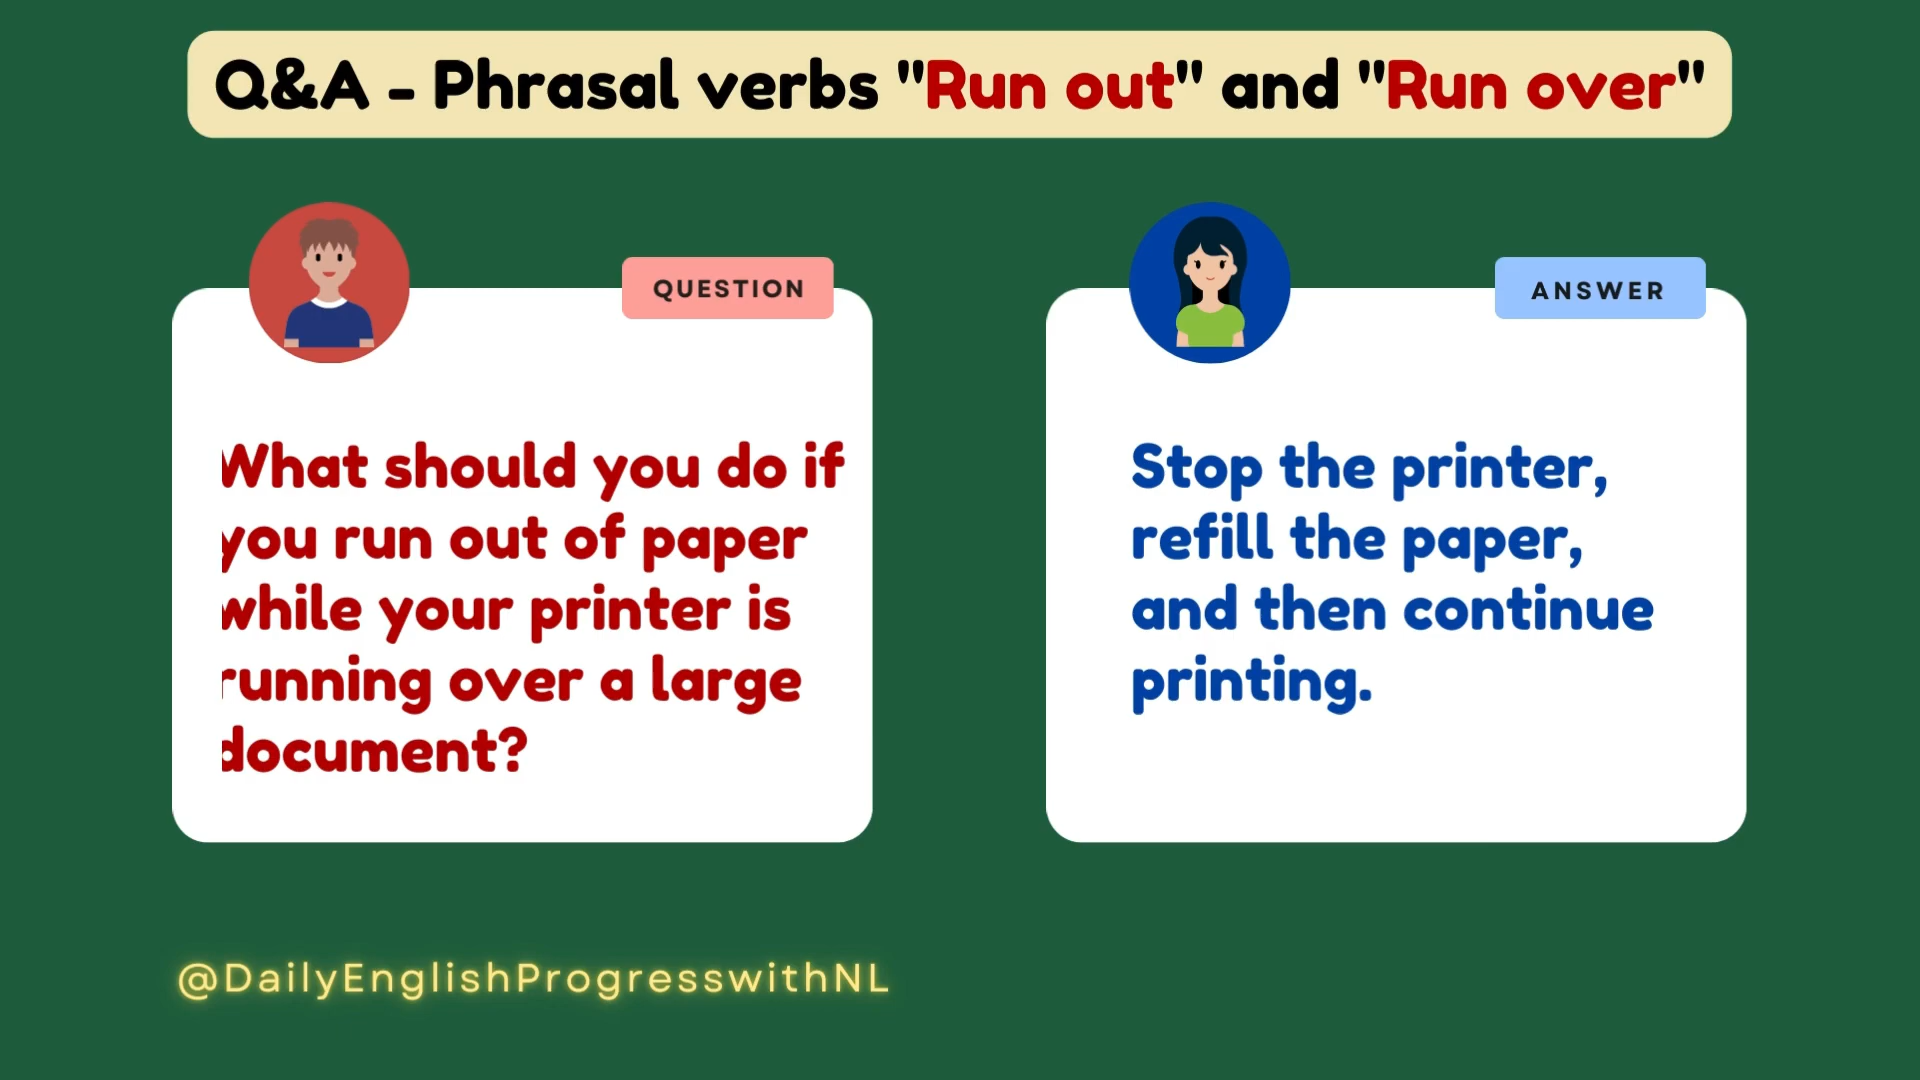 Q&A - Phrasal verbs "Run out" and "Run over"
QUESTION
What should you do if
you run out of paper
while your printer is
running over a large
document?
ANSWER
Stop the printer,
refill the paper,
and then continue
printing.
@DailyEnglishProgresswithNL